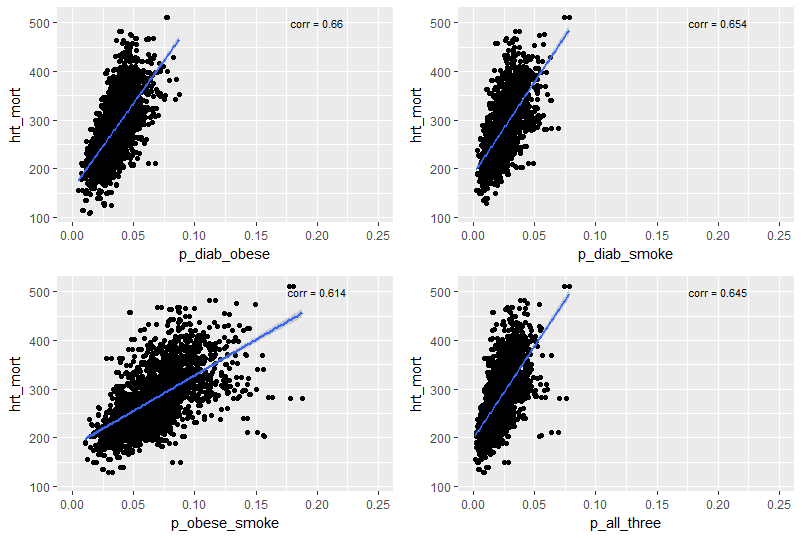 corr = 0.66
hrt_mort
500
400
300
200
100
0.00 0.05 0.10 0.15 0.20 0.25
p_diab_obese
corr = 0.654
hrt_mort
500
400
300
200
100
0.00 0.05 0.10 0.15 0.20 0.25
p_diab_smoke
corr = 0.614
hrt_mort
500
400
300
200
100
0.00 0.05 0.10 0.15 0.20 0.25
p_obese_smoke
corr = 0.645
hrt_mort
500
400
300
200
100
0.00 0.05 0.10 0.15 0.20 0.25
p_all_three